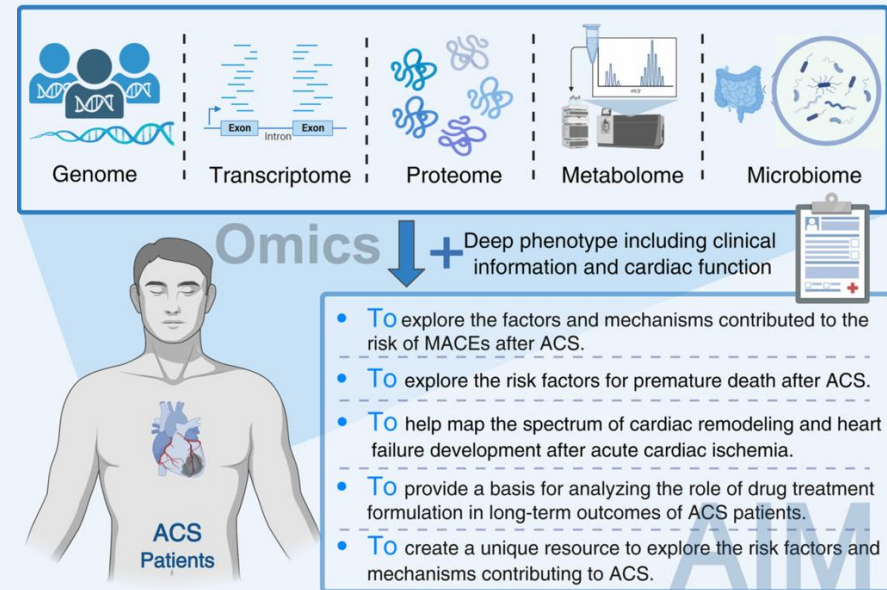 Exon
Intron
Exon
m/z
Genome
Transcriptome
Proteome
Metabolome
Microbiome
Omics
+
Deep phenotype including clinical
information and cardiac function
• To explore the factors and mechanisms contributed to the
risk of MACEs after ACS.
• To explore the risk factors for premature death after ACS.
• To help map the spectrum of cardiac remodeling and heart
failure development after acute cardiac ischemia.
• To provide a basis for analyzing the role of drug treatment
formulation in long-term outcomes of ACS patients.
• To create a unique resource to explore the risk factors and
mechanisms contributing to ACS.
AIM
ACS
Patients